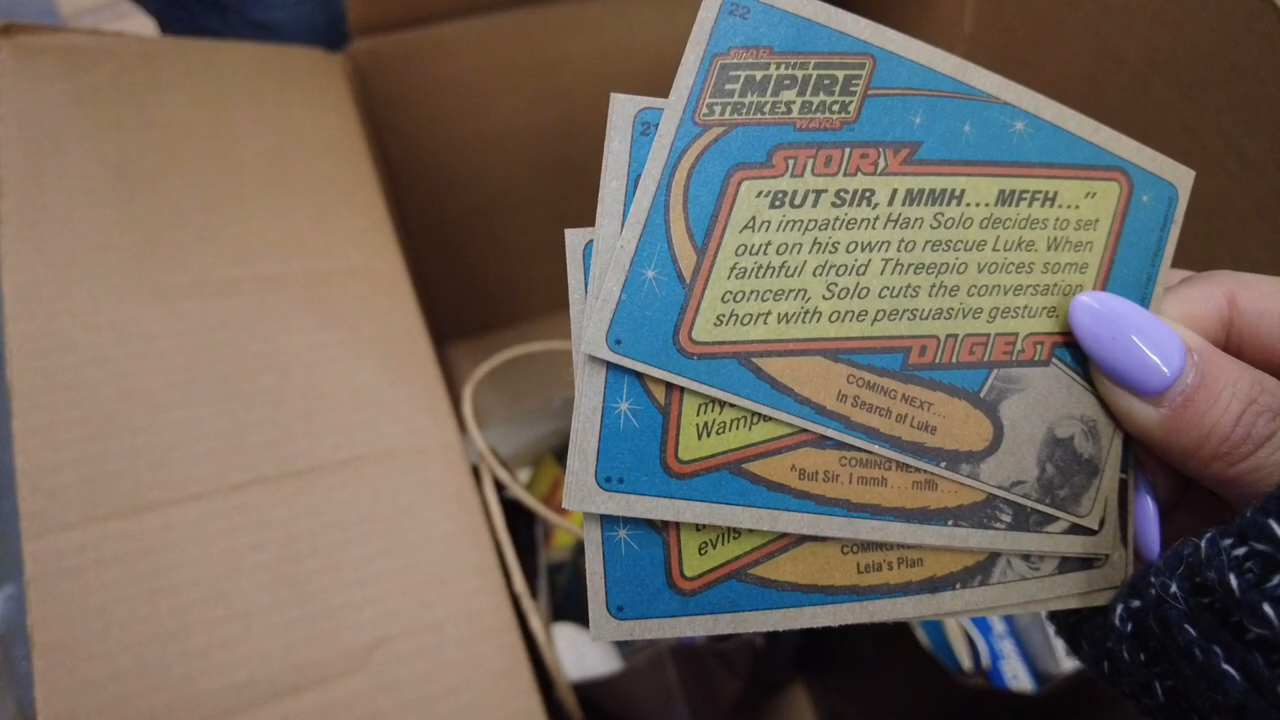 22
STAR
THE
EMPIRE
STRIKES BACK
WARS
STORY
"BUT SIR, I MMH...MFFH..."
An impatient Han Solo decides to set
out on his own to rescue Luke. When
faithful droid Threepio voices some
concern, Solo cuts the conversation
short with one persuasive gesture.
DIGEST
*
COMING NEXT...
In Search of Luke
21
Wampa
**
COMING NEXT
"But Sir, I mmh...mffh...
evils
*
COMING
Leia's Plan